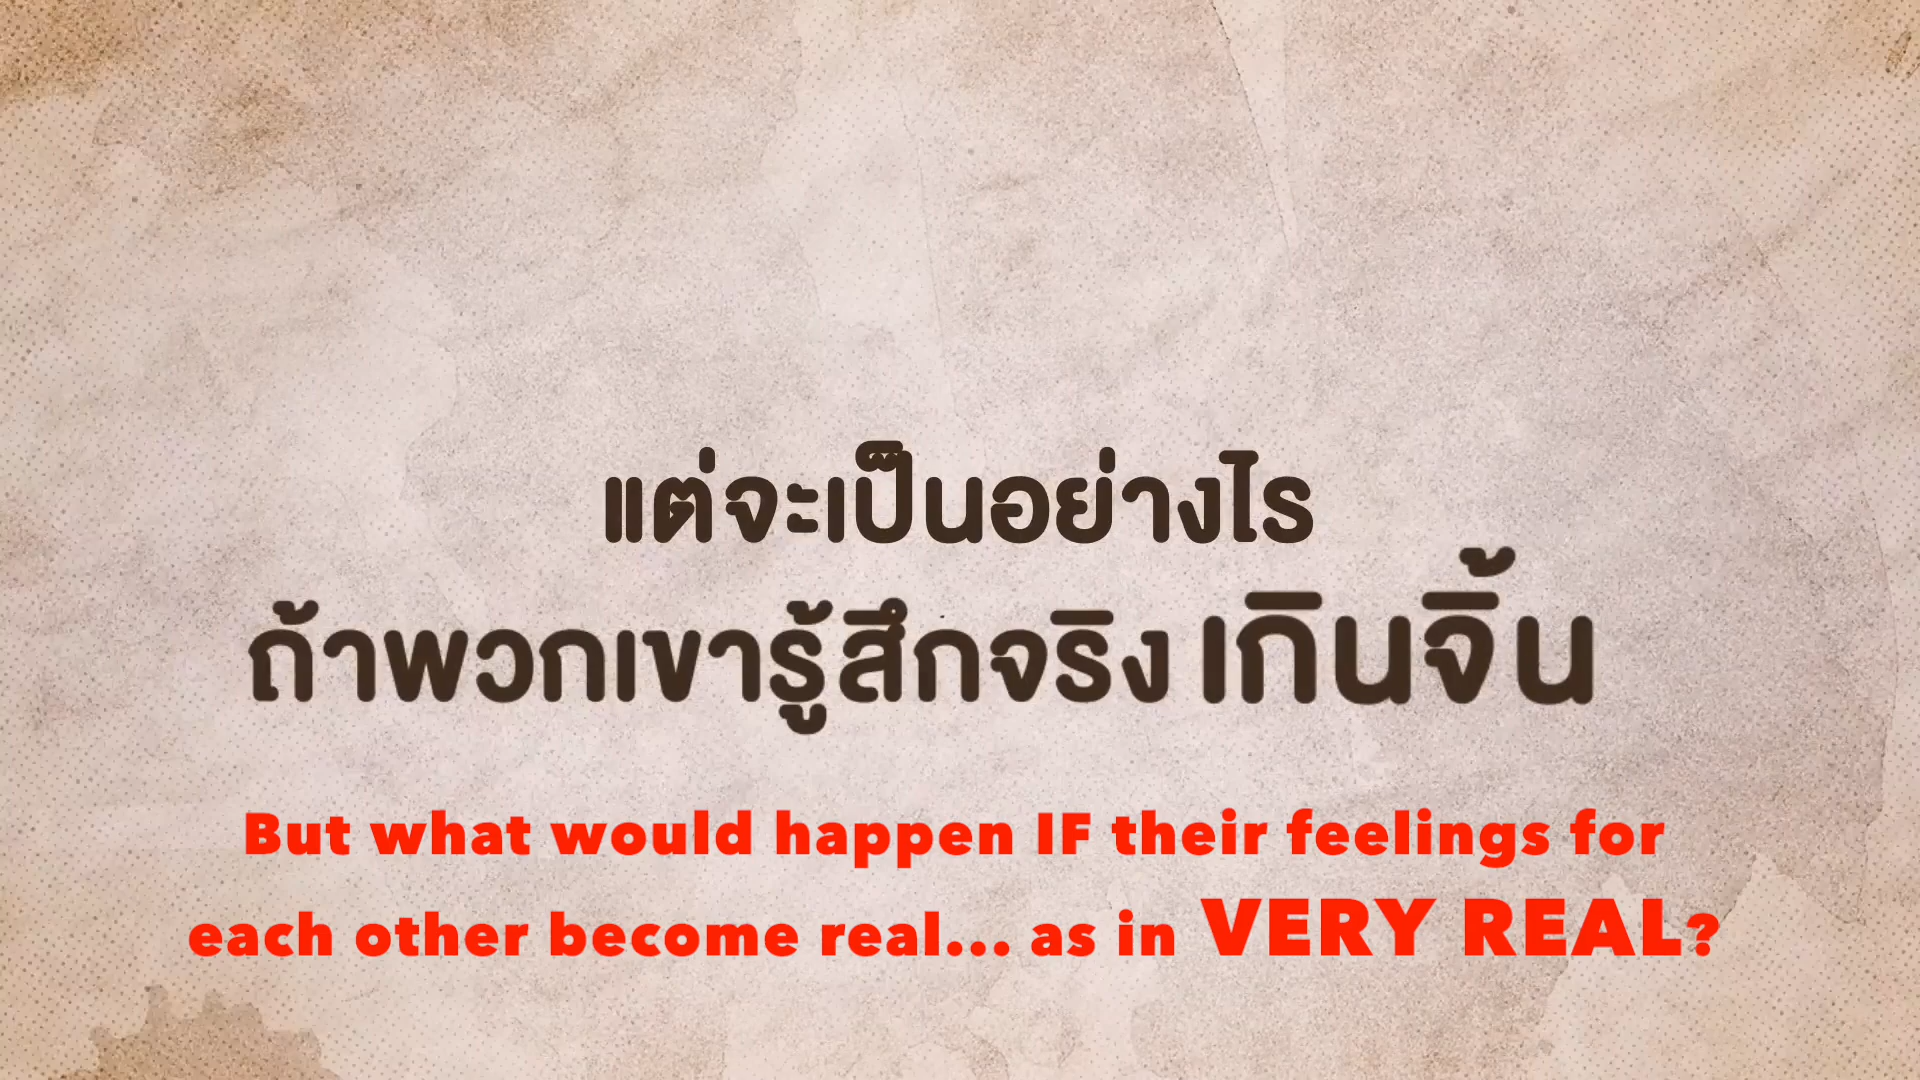 แต่จะเป็นอย่างไร
ถ้าพวกเขารู้สึกจริง เกินจิ้น
But what would happen IF their feelings for
each other become real... as in VERY REAL?